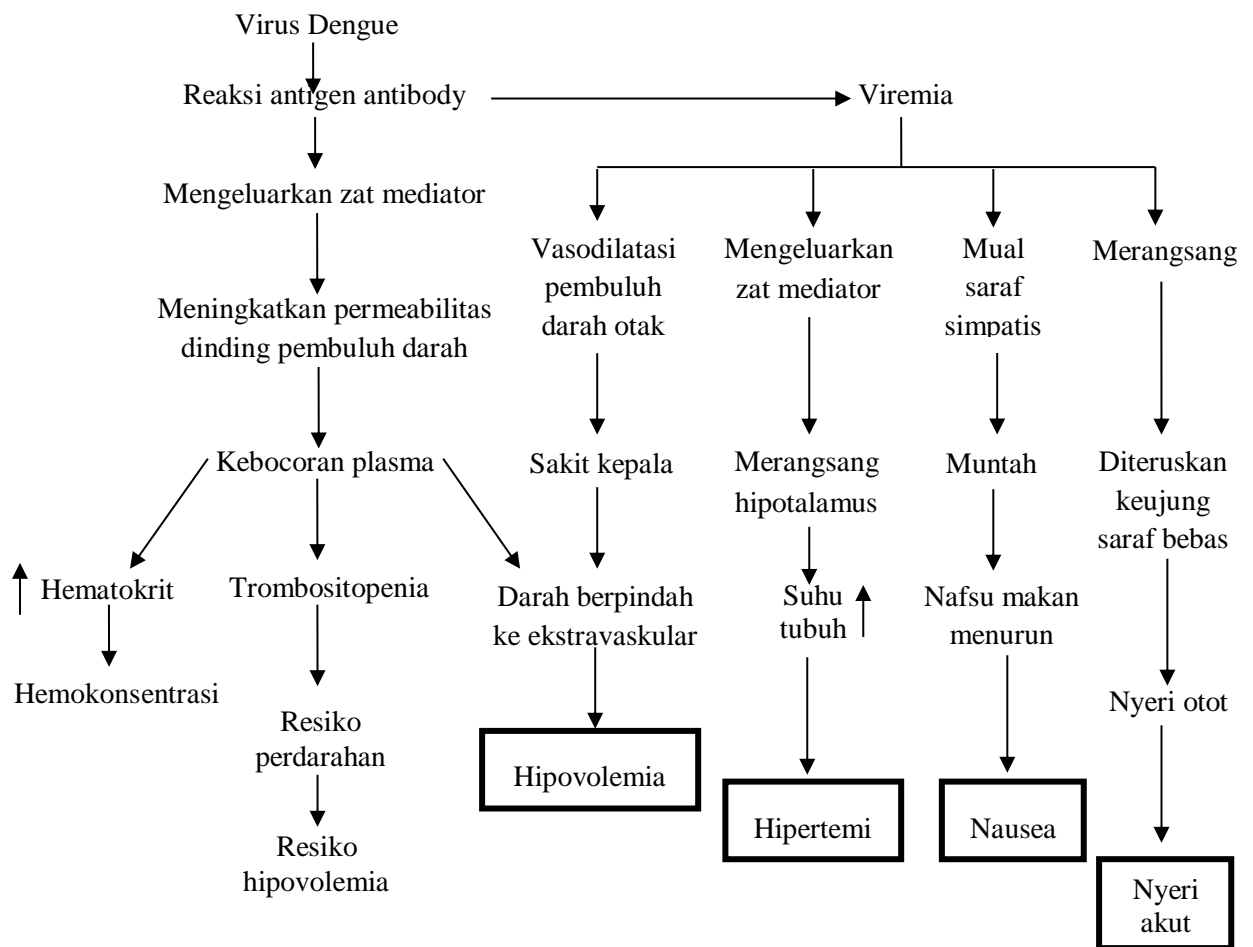 Virus Dengue
Reaksi antigen antibody
Viremia
Mengeluarkan zat mediator
Meningkatkan permeabilitas
dinding pembuluh darah
Vasodilatasi
pembuluh
darah otak
Mengeluarkan
zat mediator
Mual
saraf
simpatis
Merangsang
Kebocoran plasma
Sakit kepala
Merangsang
hipotalamus
Muntah
Diteruskan
keujung
saraf bebas
Hematokrit
Trombositopenia
Darah berpindah
ke ekstravaskular
Suhu
tubuh
Nafsu makan
menurun
Hemokonsentrasi
Resiko
perdarahan
Nyeri otot
Hipovolemia
Hipertemi
Nausea
Resiko
hipovolemia
Nyeri
akut